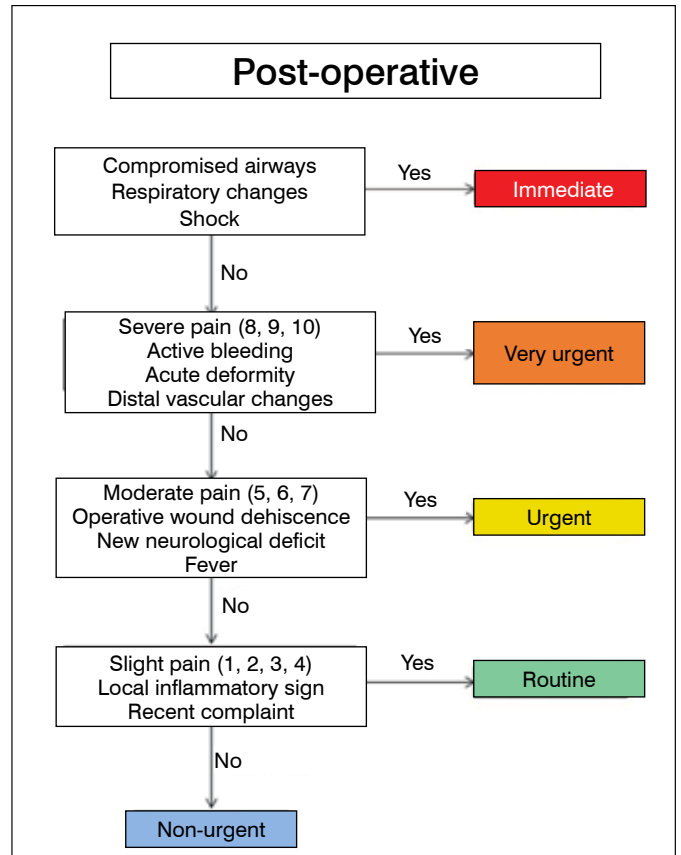 Post-operative
Compromised airways
Respiratory changes
Shock
Yes
Immediate
No
Severe pain (8, 9, 10)
Active bleeding
Acute deformity
Distal vascular changes
Yes
Very urgent
No
Moderate pain (5, 6, 7)
Operative wound dehiscence
New neurological deficit
Fever
Yes
Urgent
No
Slight pain (1, 2, 3, 4)
Local inflammatory sign
Recent complaint
Yes
Routine
No
Non-urgent